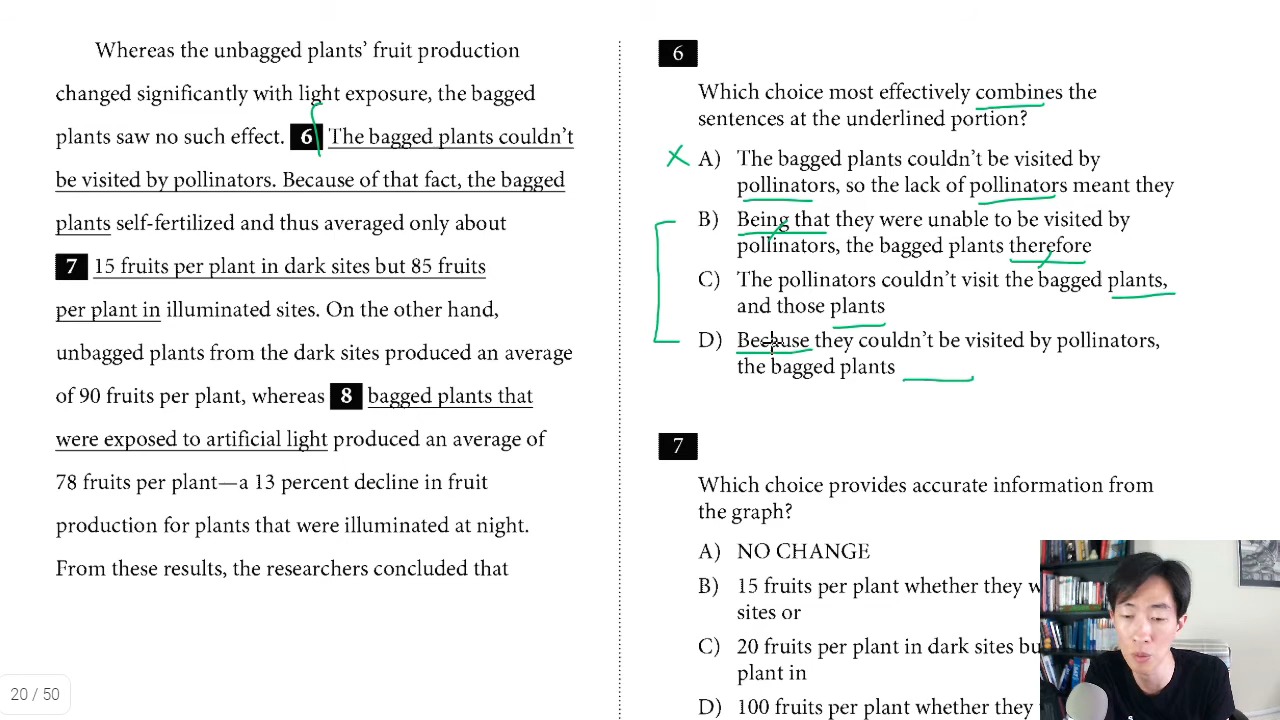 Whereas the unbagged plants’ fruit production
changed significantly with light exposure, the bagged
plants saw no such effect. 6 The bagged plants couldn’t
be visited by pollinators. Because of that fact, the bagged
plants self-fertilized and thus averaged only about
7 15 fruits per plant in dark sites but 85 fruits
per plant in illuminated sites. On the other hand,
unbagged plants from the dark sites produced an average
of 90 fruits per plant, whereas 8 bagged plants that
were exposed to artificial light produced an average of
78 fruits per plant—a 13 percent decline in fruit
production for plants that were illuminated at night.
From these results, the researchers concluded that
20 / 50
6
Which choice most effectively combines the
sentences at the underlined portion?
A) The bagged plants couldn’t be visited by
pollinators, so the lack of pollinators meant they
B) Being that they were unable to be visited by
pollinators, the bagged plants therefore
C) The pollinators couldn’t visit the bagged plants,
and those plants
D) Because they couldn’t be visited by pollinators,
the bagged plants
7
Which choice provides accurate information from
the graph?
A) NO CHANGE
B) 15 fruits per plant whether they
sites or
C) 20 fruits per plant in dark sites
plant in
D) 100 fruits per plant whether they